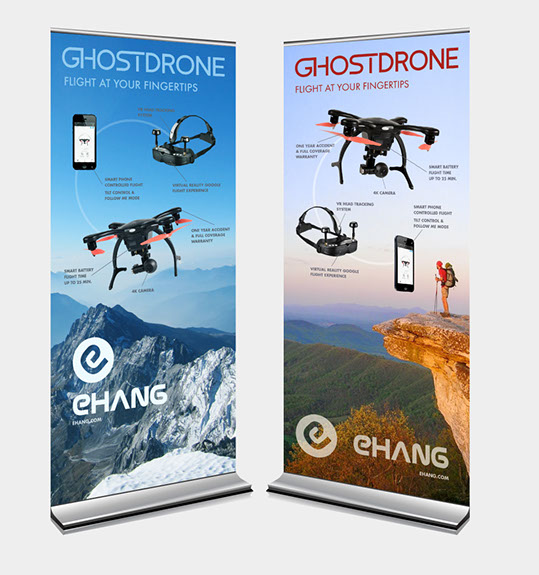 GHOSTDRONE
FLIGHT AT YOUR FINGERTIPS
VR HEAD TRACKING
SYSTEM
SMART PHONE
CONTROLLED FLIGHT
TILT CONTROL &
FOLLOW ME MODE
VIRTUAL REALITY GOGGLE
FLIGHT EXPERIENCE
ONE YEAR ACCIDENT
& FULL COVERAGE
WARRANTY
SMART BATTERY
FLIGHT TIME
UP TO 25 MIN.
4K CAMERA
eHANG
EHANG.COM
GHOSTDRONE
FLIGHT AT YOUR FINGERTIPS
ONE YEAR ACCIDENT
& FULL COVERAGE
WARRANTY
SMART BATTERY
FLIGHT TIME
UP TO 25 MIN.
4K CAMERA
VR HEAD TRACKING
SYSTEM
SMART PHONE
CONTROLLED FLIGHT
TILT CONTROL &
FOLLOW ME MODE
VIRTUAL REALITY GOGGLE
FLIGHT EXPERIENCE
eHANG
EHANG.COM